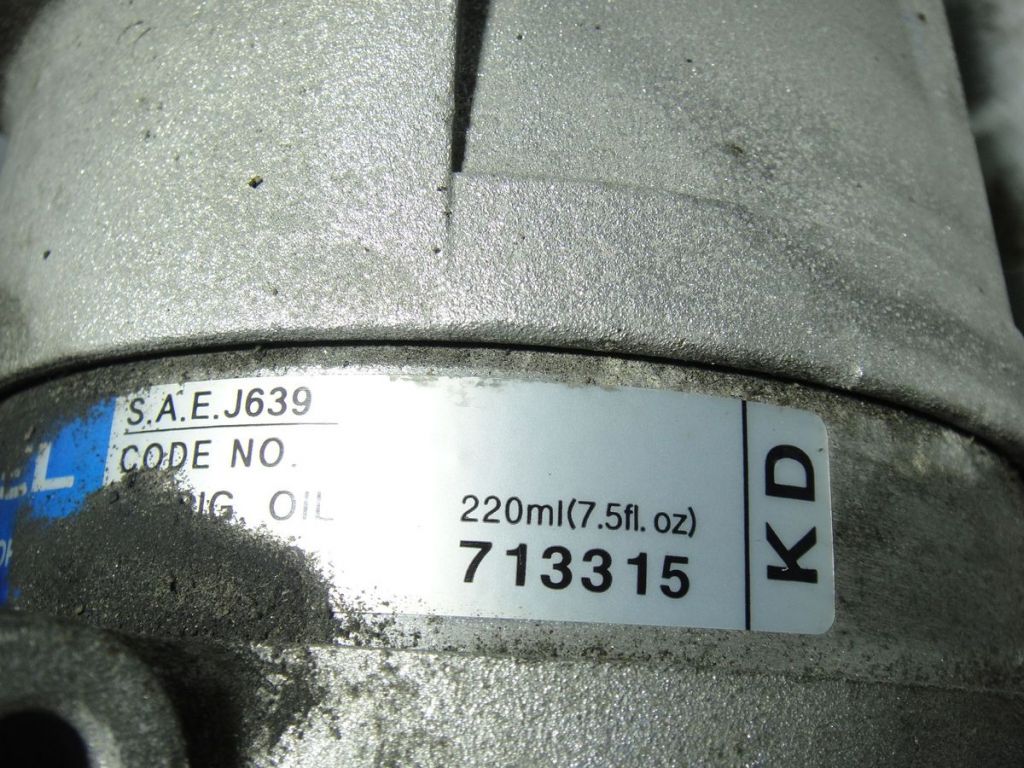 S.A.E.J639
CODE NO.
OIL 220ml(7.5fl. oz)
713315
KD